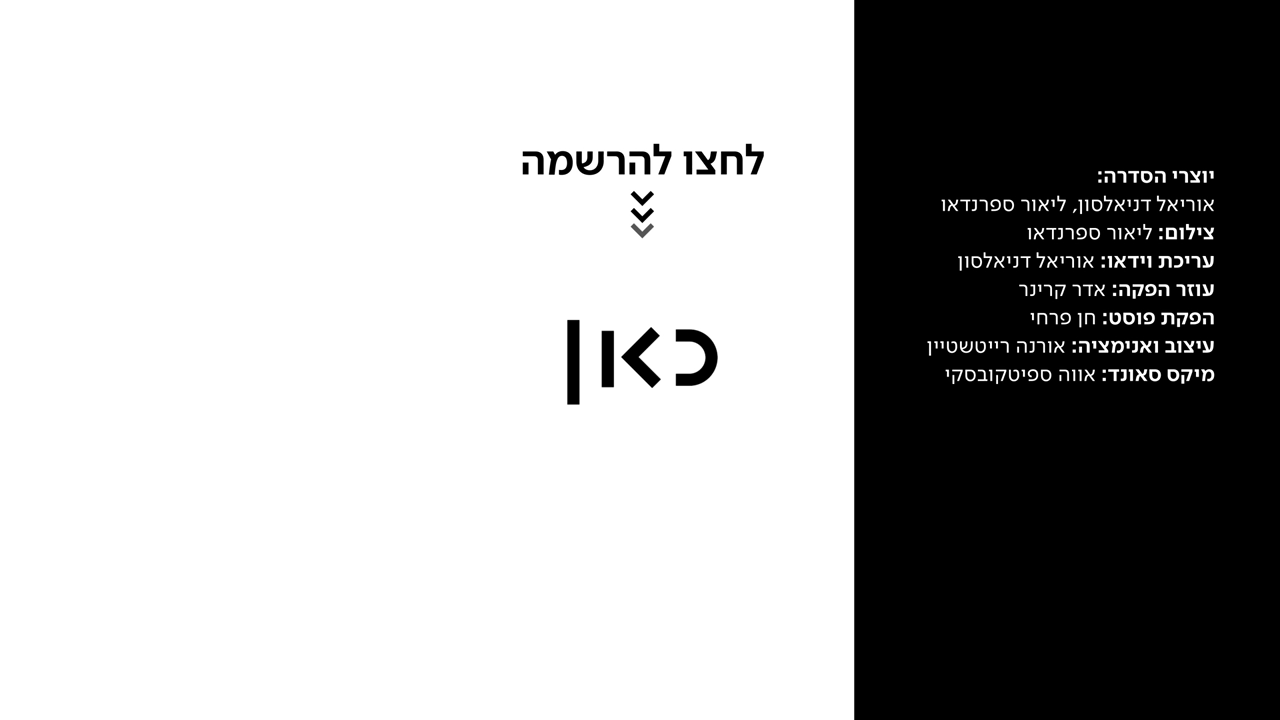 לחצו להרשמה
כאן
יוצרי הסדרה:
אוריאל דניאלסון, ליאור ספרנדאו
צילום: ליאור ספרנדאו
עריכת וידאו: אוריאל דניאלסון
עוזר הפקה: אדר קרינר
הפקת פוסט: חן פרחי
עיצוב ואנימציה: אורנה רייטשטיין
מיקס סאונד: אווה ספיטקובסקי